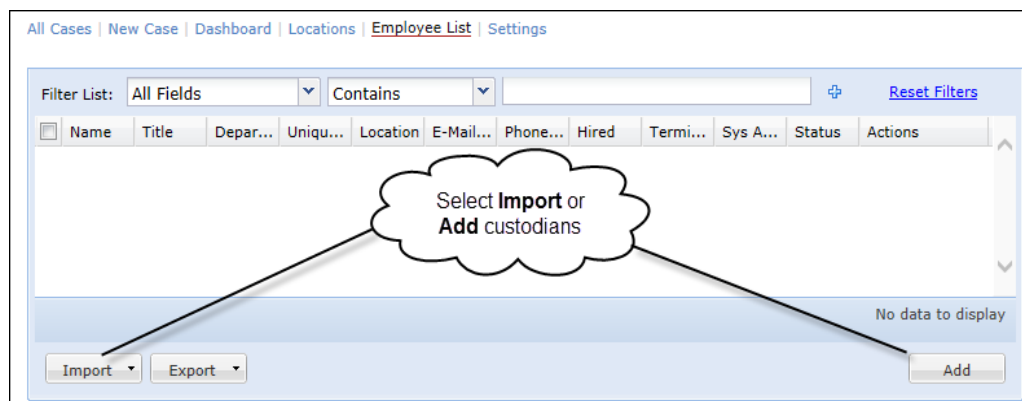 All Cases | New Case | Dashboard | Locations | Employee List | Settings
Filter List: All Fields Contains Reset Filters
Name Title Depar... Uniqu... Location E-Mail... Phone... Hired Termi... Sys A... Status Actions
Select Import or
Add custodians
No data to display
Import Export Add